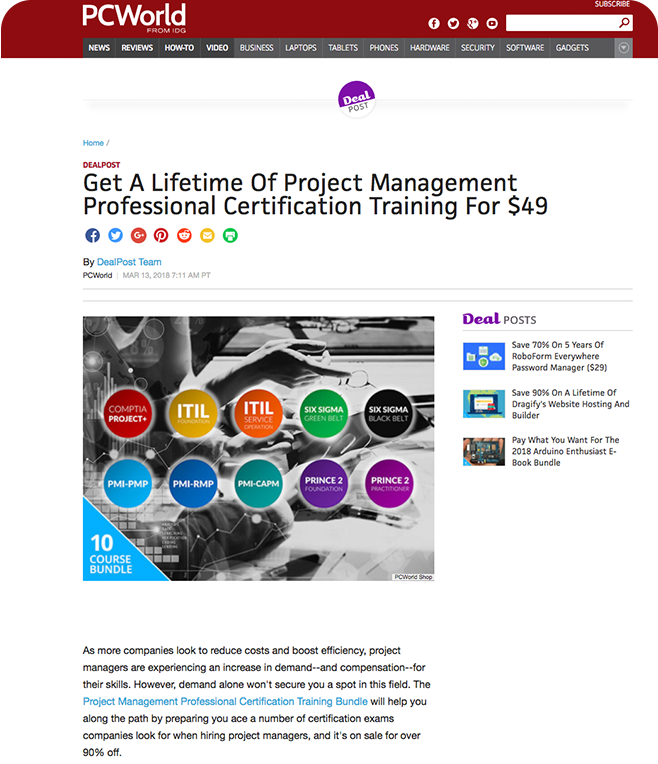 SUBSCRIBE
PCWorld
FROM IDG
NEWS REVIEWS HOW-TO VIDEO BUSINESS LAPTOPS TABLETS PHONES HARDWARE SECURITY SOFTWARE GADGETS
Deal
POST
Home /
DEALPOST
Get A Lifetime Of Project Management
Professional Certification Training For $49
By DealPost Team
PCWorld | MAR 13, 2018 7:11 AM PT
COMPTIA
PROJECT+
ITIL
FOUNDATION
ITIL
SERVICE
OPERATION
SIX SIGMA
GREEN BELT
SIX SIGMA
BLACK BELT
PMI-PMP
PMI-RMP
PMI-CAPM
PRINCE 2
FOUNDATION
PRINCE 2
PRACTITIONER
10
COURSE
BUNDLE
PCWorld Shop
Deal POSTS
Save 70% On 5 Years Of
RoboForm Everywhere
Password Manager ($29)
Save 90% On A Lifetime Of
Dragify's Website Hosting And
Builder
Pay What You Want For The
2018 Arduino Enthusiast E-
Book Bundle
As more companies look to reduce costs and boost efficiency, project
managers are experiencing an increase in demand--and compensation--for
their skills. However, demand alone won't secure you a spot in this field. The
Project Management Professional Certification Training Bundle will help you
along the path by preparing you ace a number of certification exams
companies look for when hiring project managers, and it's on sale for over
90% off.